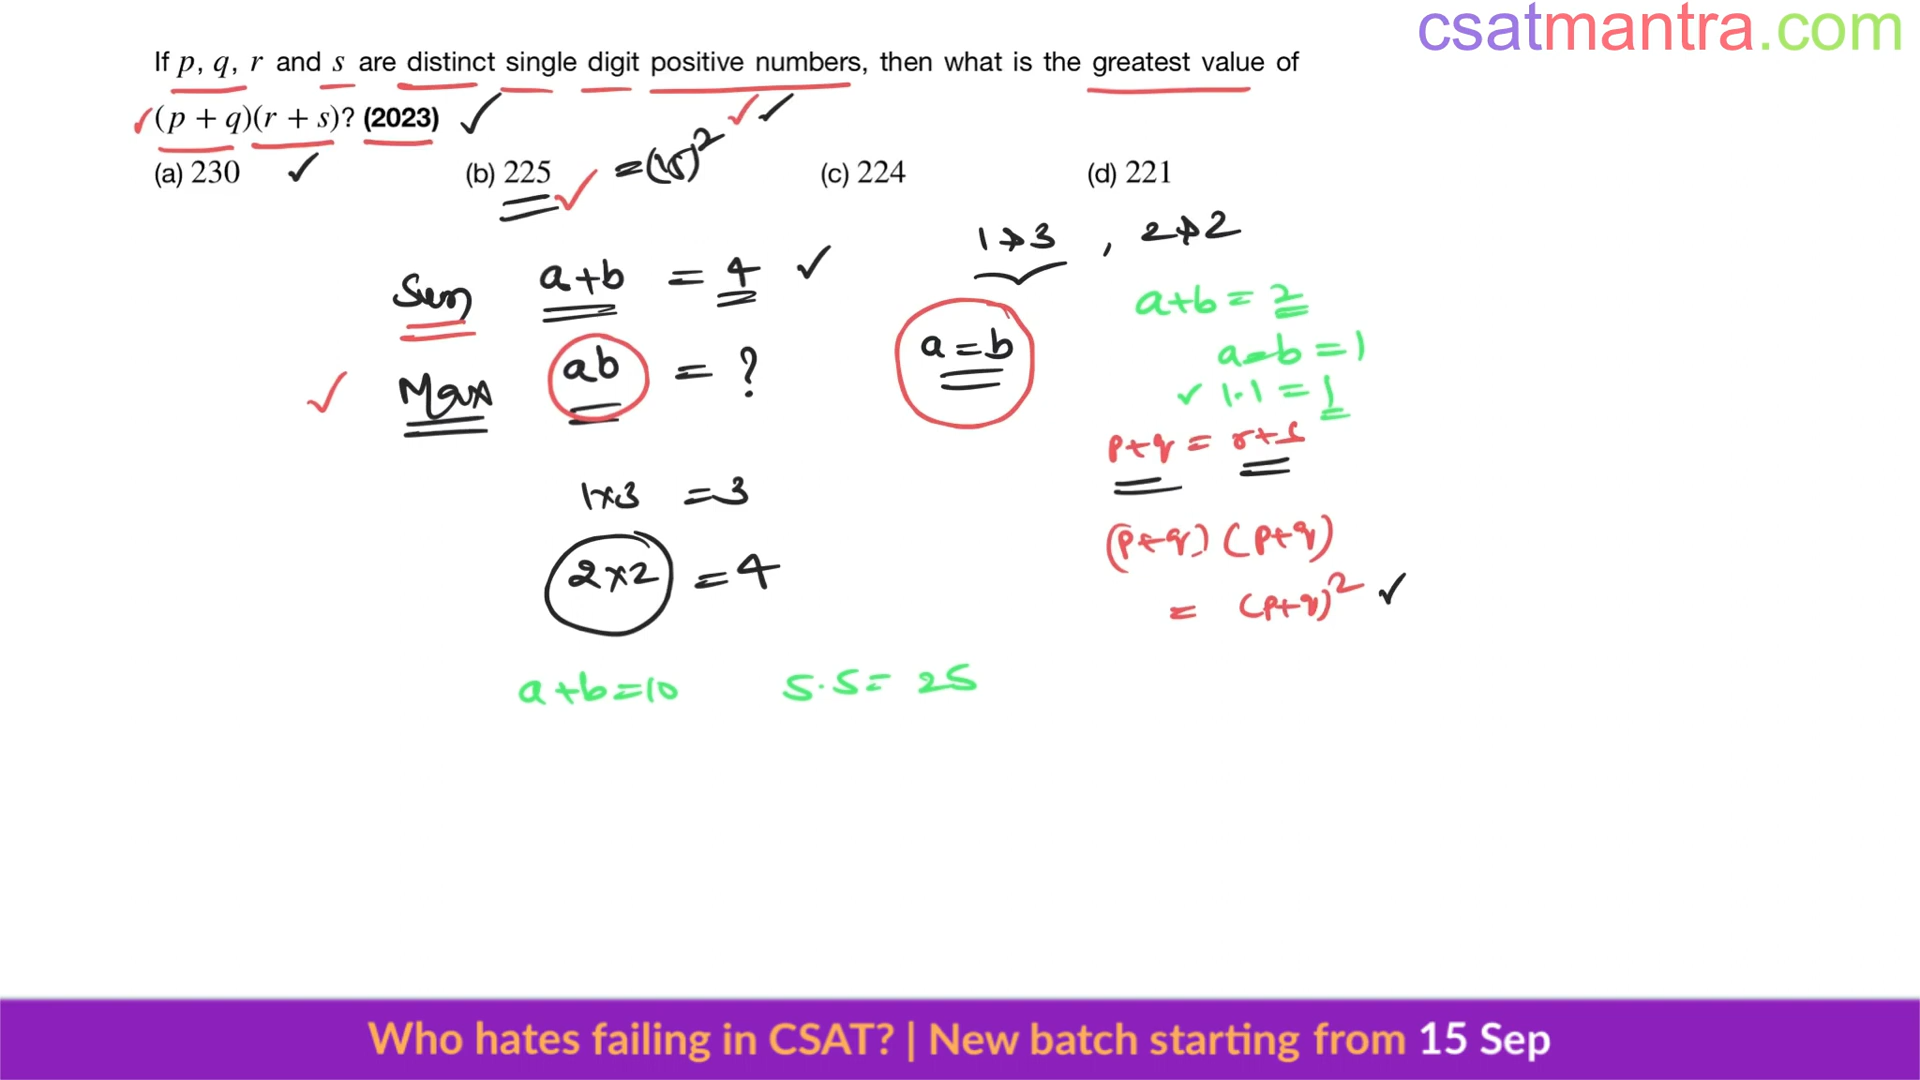 csatmantra.com
If p, q, r and s are distinct single digit positive numbers, then what is the greatest value of
(p + q)(r + s)? (2023)
(a) 230 (b) 225 = (15)² (c) 224 (d) 221
1,3 , 2,2
Sum a+b = 4
a+b = 2
a=b
a=b=1
Max ab = ?
1.1 = 1
p+q = r+s
1×3 = 3
(p+q) (p+q)
2×2 = 4
= (p+q)²
a+b=10 5.5= 25
Who hates failing in CSAT? | New batch starting from 15 Sep